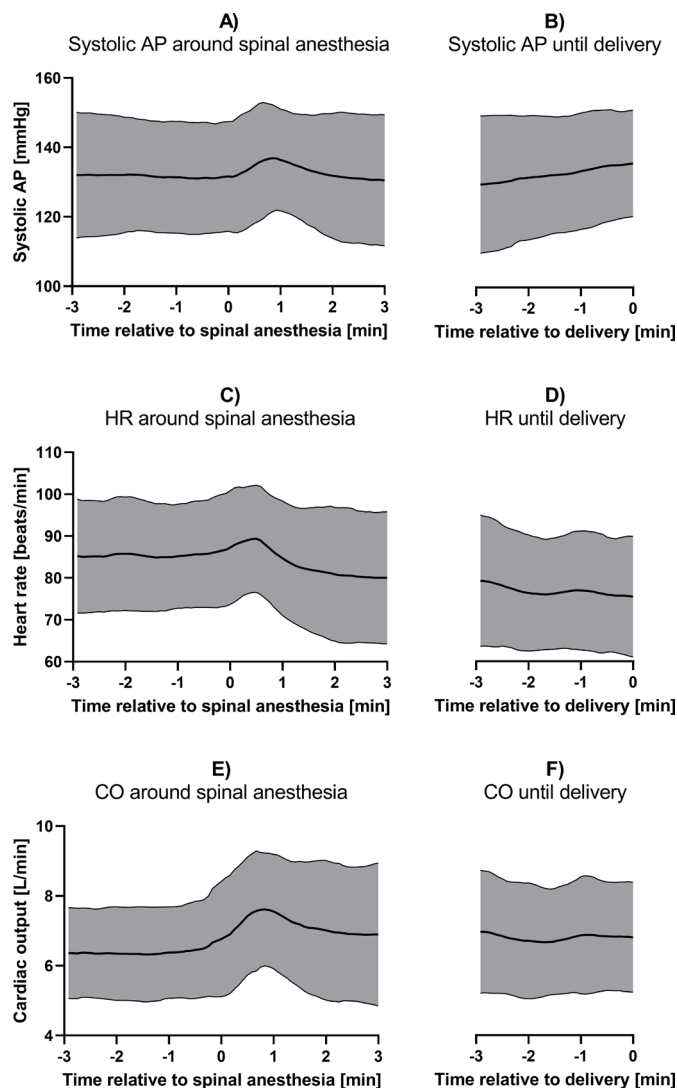 A)
Systolic AP around spinal anesthesia
B)
Systolic AP until delivery
Systolic AP [mmHg]
160
140
120
100
-3 -2 -1 0 1 2 3
Time relative to spinal anesthesia [min]
-3 -2 -1 0
Time relative to delivery [min]
C)
HR around spinal anesthesia
D)
HR until delivery
Heart rate [beats/min]
110
100
90
80
70
60
-3 -2 -1 0 1 2 3
Time relative to spinal anesthesia [min]
-3 -2 -1 0
Time relative to delivery [min]
E)
CO around spinal anesthesia
F)
CO until delivery
Cardiac output [L/min]
10
8
6
4
-3 -2 -1 0 1 2 3
Time relative to spinal anesthesia [min]
-3 -2 -1 0
Time relative to delivery [min]